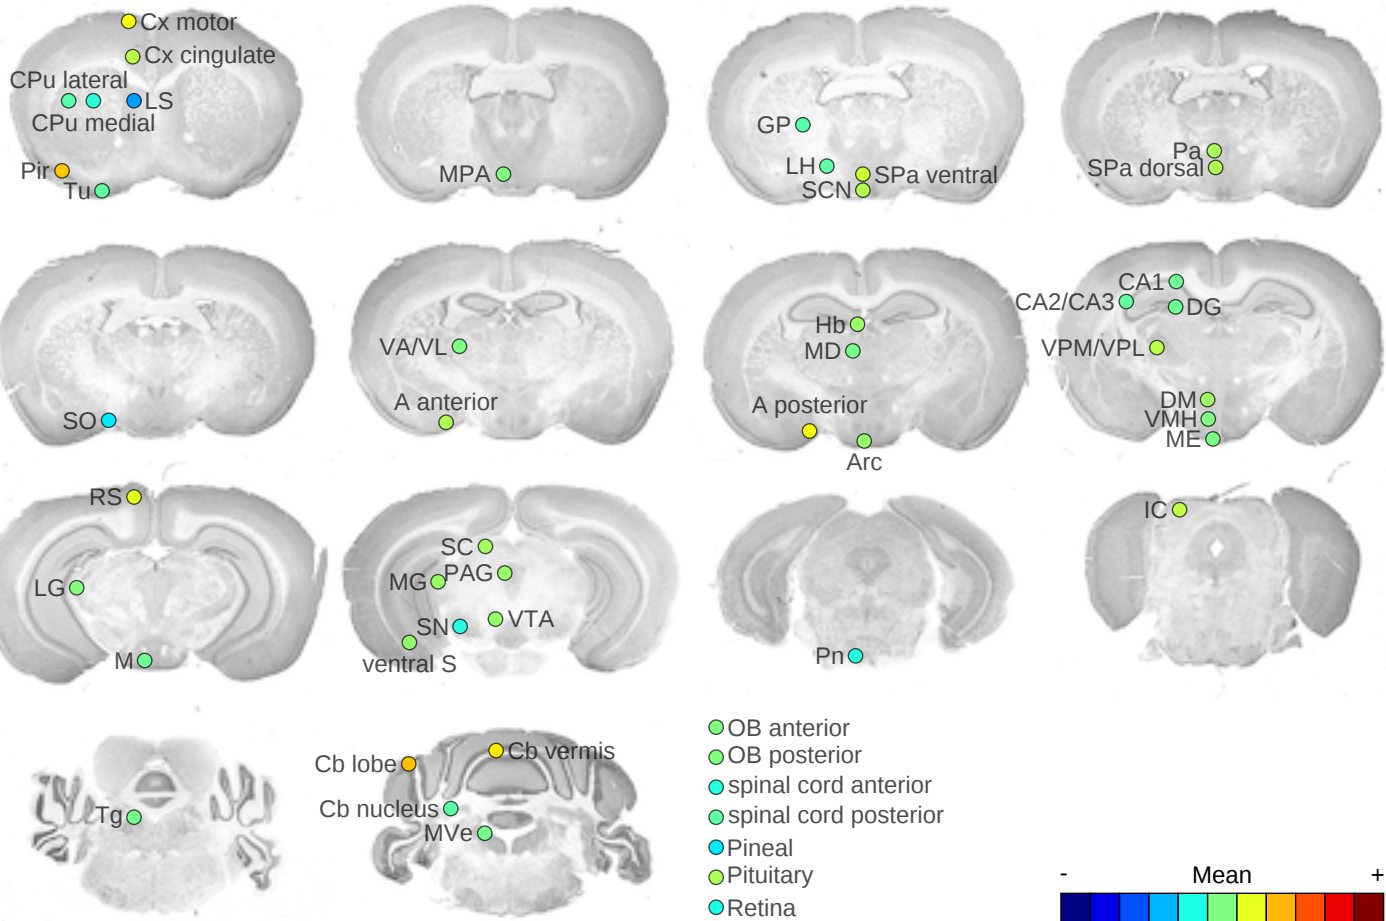 Cx motor
Cx cingulate
CPu lateral
LS
CPu medial
Pir
Tu
MPA
GP
LH
SPa ventral
SCN
Pa
SPa dorsal
SO
VA/VL
A anterior
Hb
MD
A posterior
Arc
CA1
CA2/CA3
DG
VPM/VPL
DM
VMH
ME
RS
LG
M
SC
PAG
MG
SN
VTA
ventral S
Pn
IC
Tg
Cb lobe
Cb vermis
Cb nucleus
MVe
OB anterior
OB posterior
spinal cord anterior
spinal cord posterior
Pineal
Pituitary
Retina
- Mean +